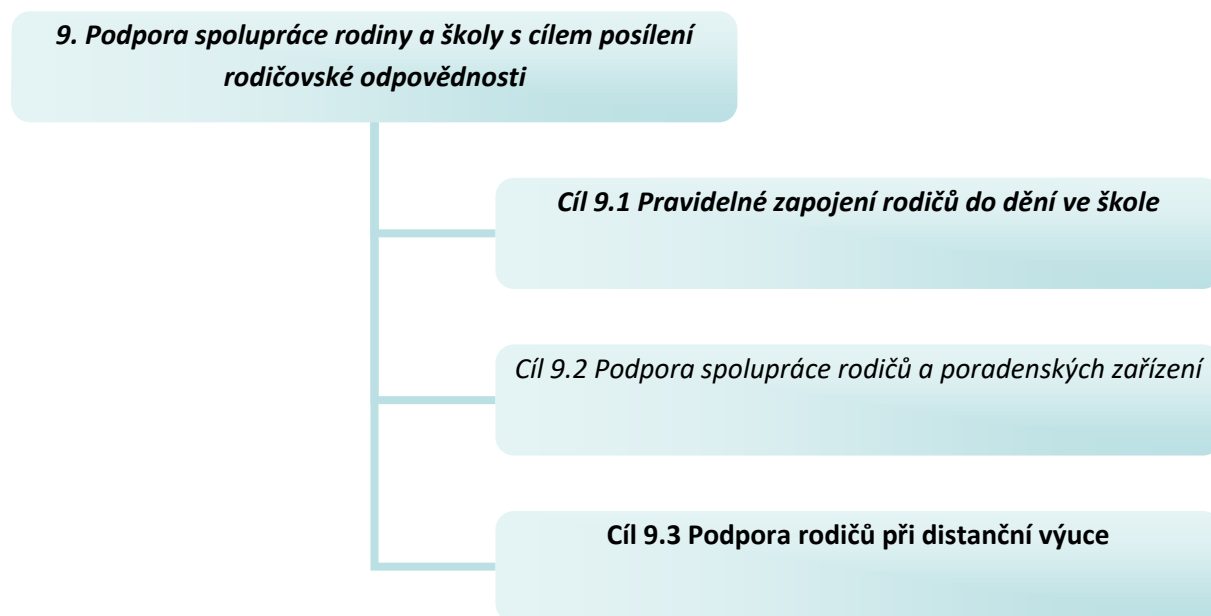 9. Podpora spolupráce rodiny a školy s cílem posílení
rodičovské odpovědnosti
Cíl 9.1 Pravidelné zapojení rodičů do dění ve škole
Cíl 9.2 Podpora spolupráce rodičů a poradenských zařízení
Cíl 9.3 Podpora rodičů při distanční výuce